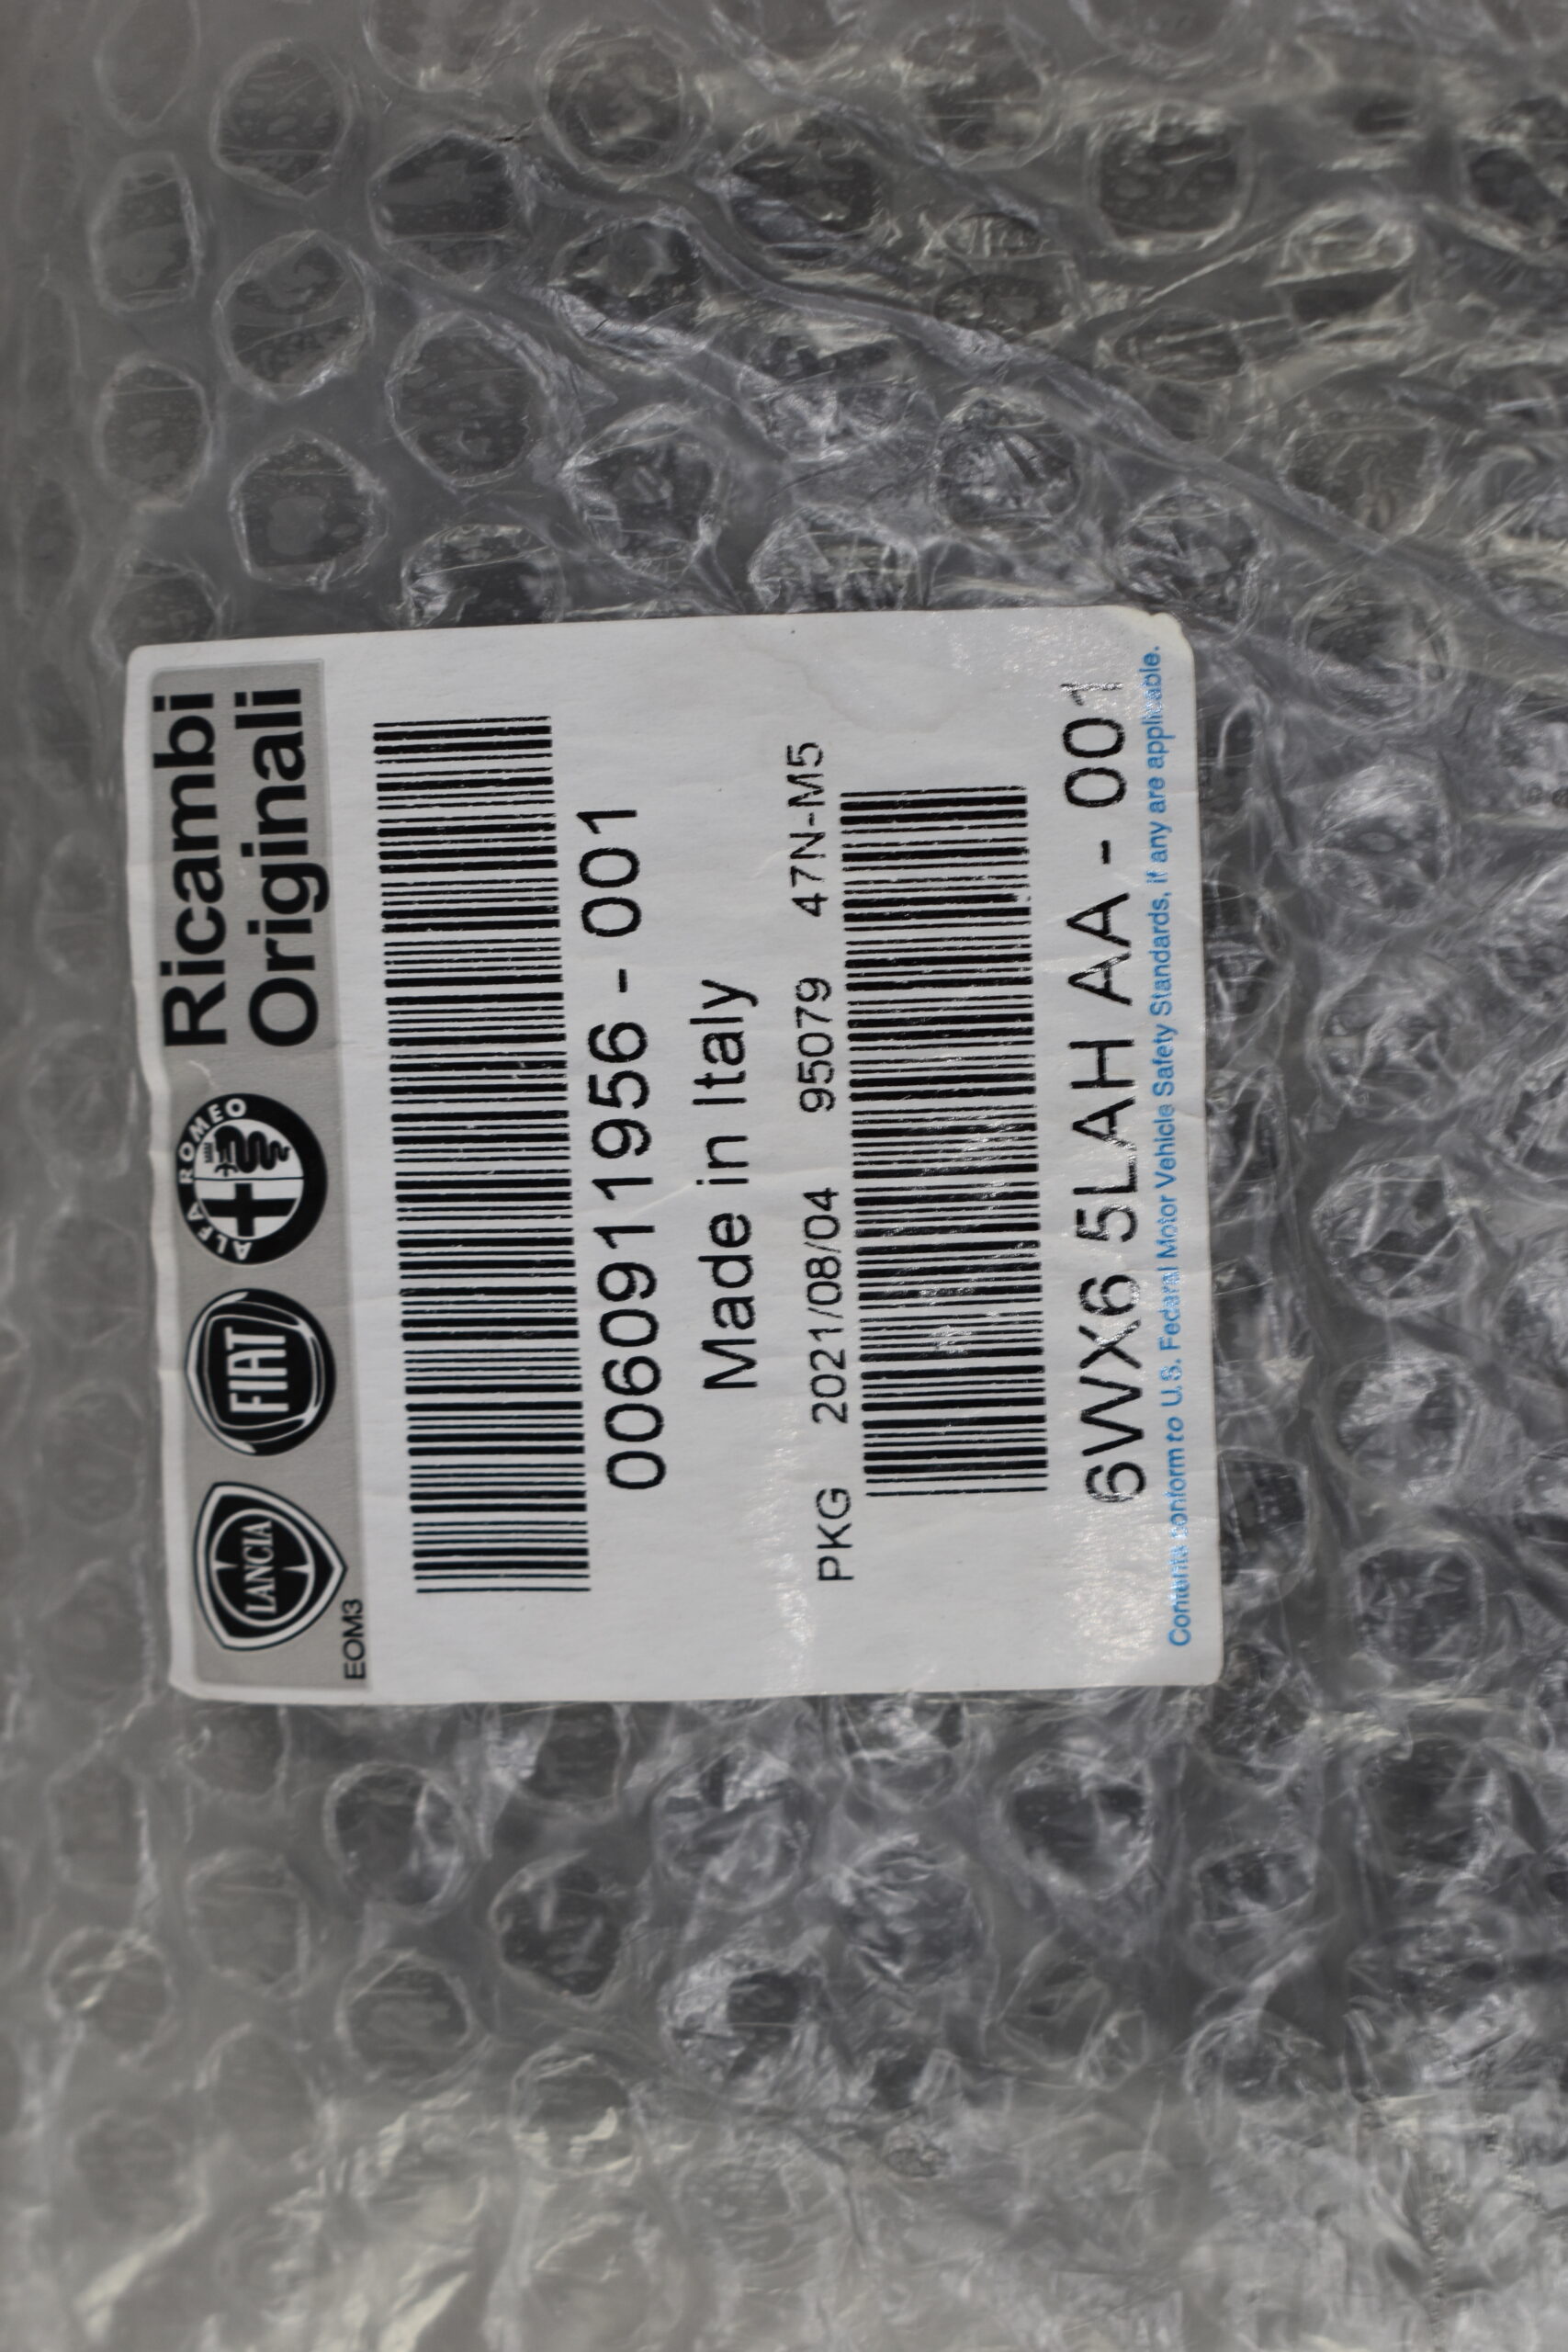 Ricambi
Originali
LANCIA
FIAT
ALFA ROMEO
EOM3
0060911956 - 001
Made in Italy
PKG 2021/08/04 95079 47N-M5
6WX6 5LAH AA - 001
Contents conform to U.S. Federal Motor Vehicle Safety Standards, if any are applicable.